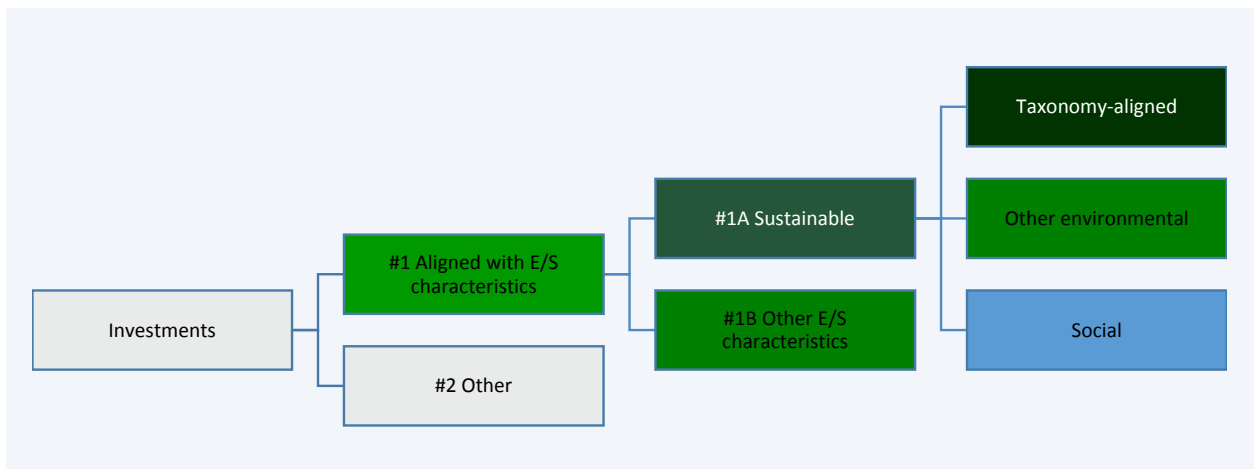 Investments
#1 Aligned with E/S
characteristics
#2 Other
#1A Sustainable
#1B Other E/S
characteristics
Taxonomy-aligned
Other environmental
Social